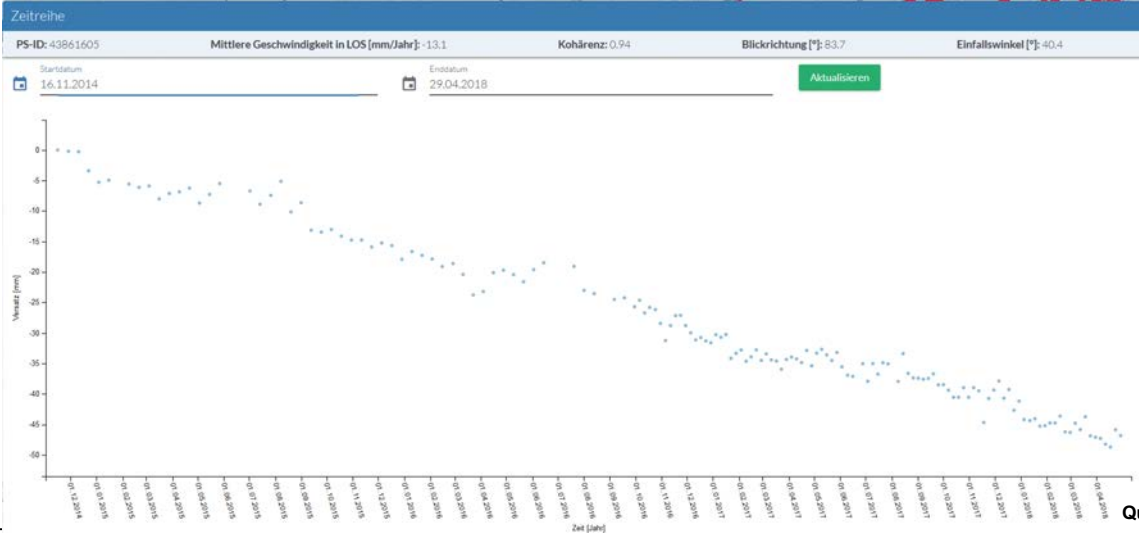 Zeitreihe
PS-ID: 43861605 Mittlere Geschwindigkeit in LOS [mm/Jahr]: -13.1 Kohärenz: 0.94 Blickrichtung [°]: 83.7 Einfallswinkel [°]: 40.4
Startdatum Enddatum
16.11.2014 29.04.2018 Aktualisieren
0
-5
-10
-15
-20
-25
-30
-35
-40
-45
-50
Versatz [mm]
01.12.2014 01.01.2015 01.02.2015 01.03.2015 01.04.2015 01.05.2015 01.06.2015 01.07.2015 01.08.2015 01.09.2015 01.10.2015 01.11.2015 01.12.2015 01.01.2016 01.02.2016 01.03.2016 01.04.2016 01.05.2016 01.06.2016 01.07.2016 01.08.2016 01.09.2016 01.10.2016 01.11.2016 01.12.2016 01.01.2017 01.02.2017 01.03.2017 01.04.2017 01.05.2017 01.06.2017 01.07.2017 01.08.2017 01.09.2017 01.10.2017 01.11.2017 01.12.2017 01.01.2018 01.02.2018 01.03.2018 01.04.2018
Zeit [Jahr]